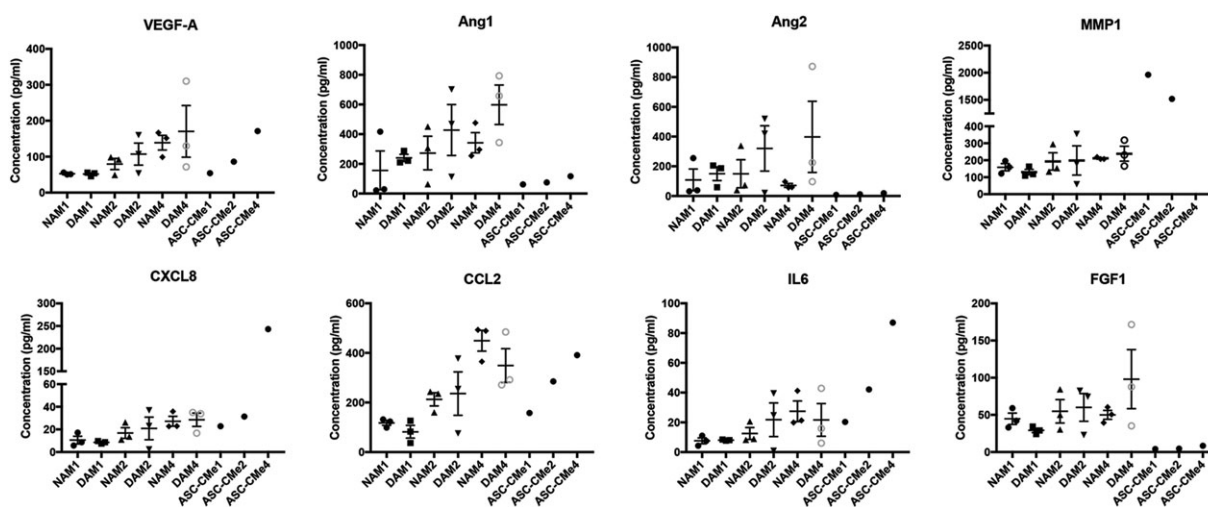 VEGF-A
Concentration (pg/ml)
400
300
200
100
0
NAM1
DAM1
NAM2
DAM2
NAM4
DAM4
ASC-CMe1
ASC-CMe2
ASC-CMe4
Ang1
Concentration (pg/ml)
1000
800
600
400
200
0
NAM1
DAM1
NAM2
DAM2
NAM4
DAM4
ASC-CMe1
ASC-CMe2
ASC-CMe4
Ang2
Concentration (pg/ml)
1000
800
600
400
200
0
NAM1
DAM1
NAM2
DAM2
NAM4
DAM4
ASC-CMe1
ASC-CMe2
ASC-CMe4
MMP1
Concentration (pg/ml)
2500
2000
1500
400
300
200
100
0
NAM1
DAM1
NAM2
DAM2
NAM4
DAM4
ASC-CMe1
ASC-CMe2
ASC-CMe4
CXCL8
Concentration (pg/ml)
300
250
200
150
100
60
40
20
0
NAM1
DAM1
NAM2
DAM2
NAM4
DAM4
ASC-CMe1
ASC-CMe2
ASC-CMe4
CCL2
Concentration (pg/ml)
600
400
200
0
NAM1
DAM1
NAM2
DAM2
NAM4
DAM4
ASC-CMe1
ASC-CMe2
ASC-CMe4
IL6
Concentration (pg/ml)
100
80
60
40
20
0
NAM1
DAM1
NAM2
DAM2
NAM4
DAM4
ASC-CMe1
ASC-CMe2
ASC-CMe4
FGF1
Concentration (pg/ml)
200
150
100
50
0
NAM1
DAM1
NAM2
DAM2
NAM4
DAM4
ASC-CMe1
ASC-CMe2
ASC-CMe4